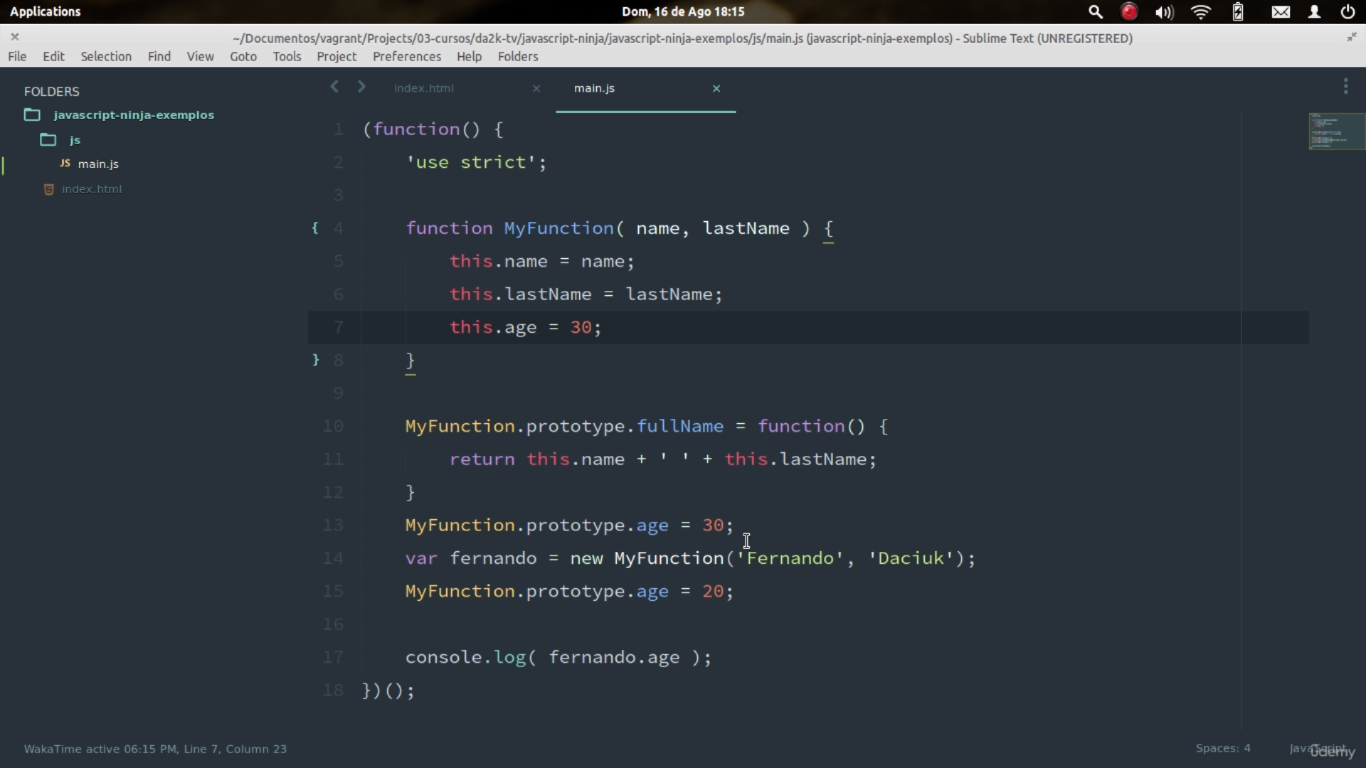 Applications
Dom, 16 de Ago 18:15
~/Documentos/vagrant/Projects/03-cursos/da2k-tv/javascript-ninja/javascript-ninja-exemplos/js/main.js (javascript-ninja-exemplos) - Sublime Text (UNREGISTERED)
File Edit Selection Find View Goto Tools Project Preferences Help Folders
FOLDERS
javascript-ninja-exemplos
js
JS main.js
index.html
index.html
main.js
1 (function() {
2     'use strict';
3
{ 4     function MyFunction( name, lastName ) {
5         this.name = name;
6         this.lastName = lastName;
7         this.age = 30;
} 8     }
9
10     MyFunction.prototype.fullName = function() {
11         return this.name + ' ' + this.lastName;
12     }
13     MyFunction.prototype.age = 30;
14     var fernando = new MyFunction('Fernando', 'Daciuk');
15     MyFunction.prototype.age = 20;
16
17     console.log( fernando.age );
18 })();
WakaTime active 06:15 PM, Line 7, Column 23
Spaces: 4
JavaScript
ûdemy